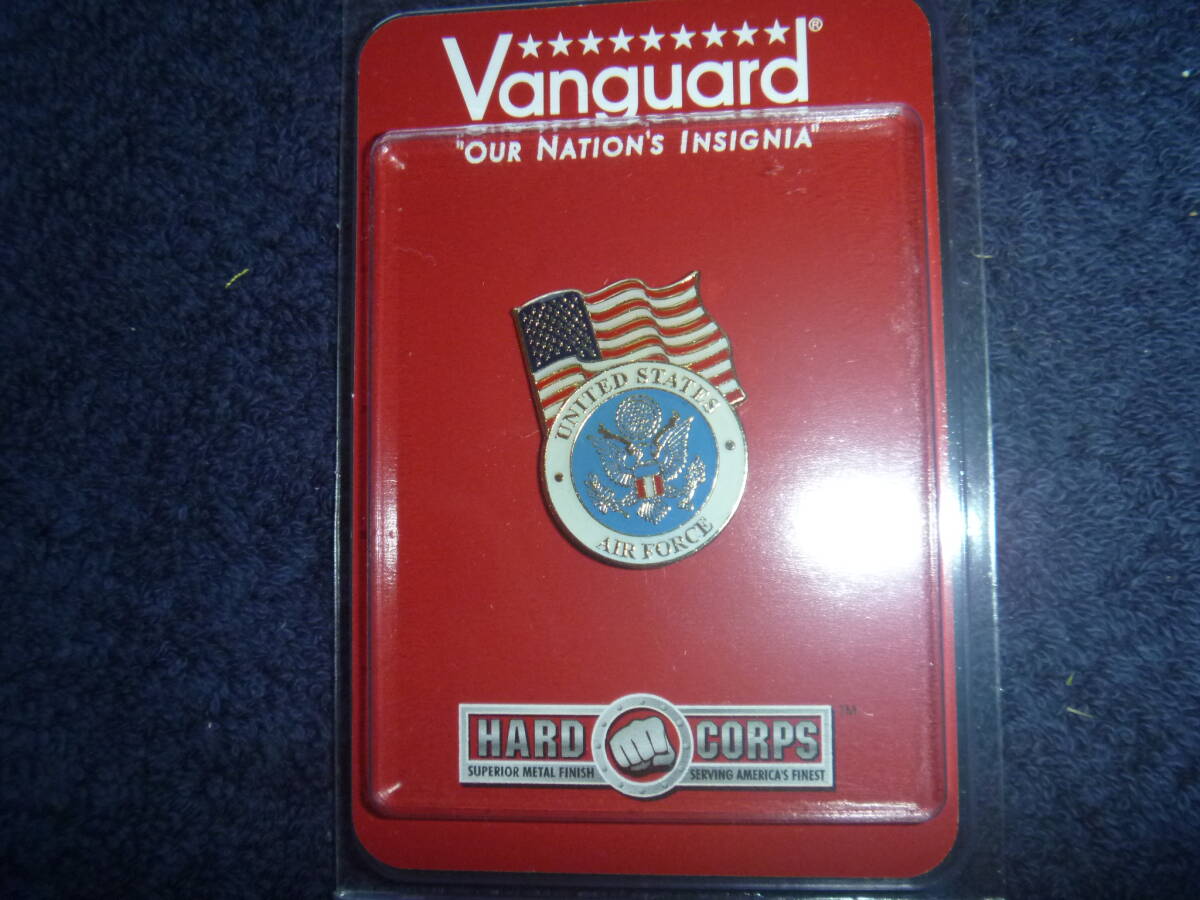 Vanguard®
"OUR NATION'S INSIGNIA"
UNITED STATES
AIR FORCE
HARD CORPS™
SUPERIOR METAL FINISH SERVING AMERICA'S FINEST